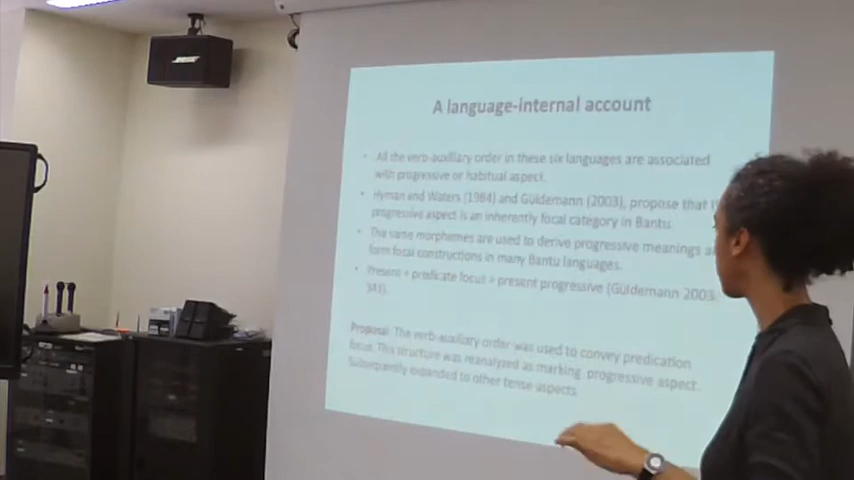 A language-internal account
• All the verb-auxiliary order in these six languages are associated
with progressive or habitual aspect.
• Hyman and Waters (1984) and Güldemann (2003), propose that
progressive aspect is an inherently focal category in Bantu.
• The same morphemes are used to derive progressive meanings
form focal constructions in many Bantu languages.
• Present + predicate focus > present progressive (Güldemann 2003:
Proposal: The verb-auxiliary order was used to convey predication
focus. This structure was reanalyzed as marking progressive aspect,
Subsequently expanded to other tense aspects.